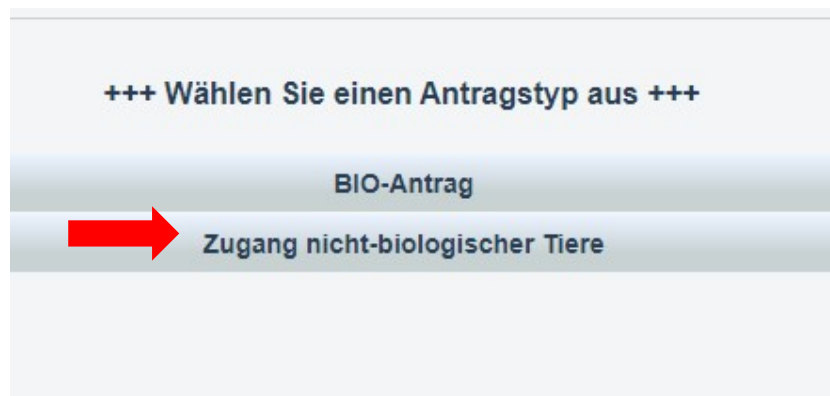 +++ Wählen Sie einen Antragstyp aus +++
BIO-Antrag
Zugang nicht-biologischer Tiere